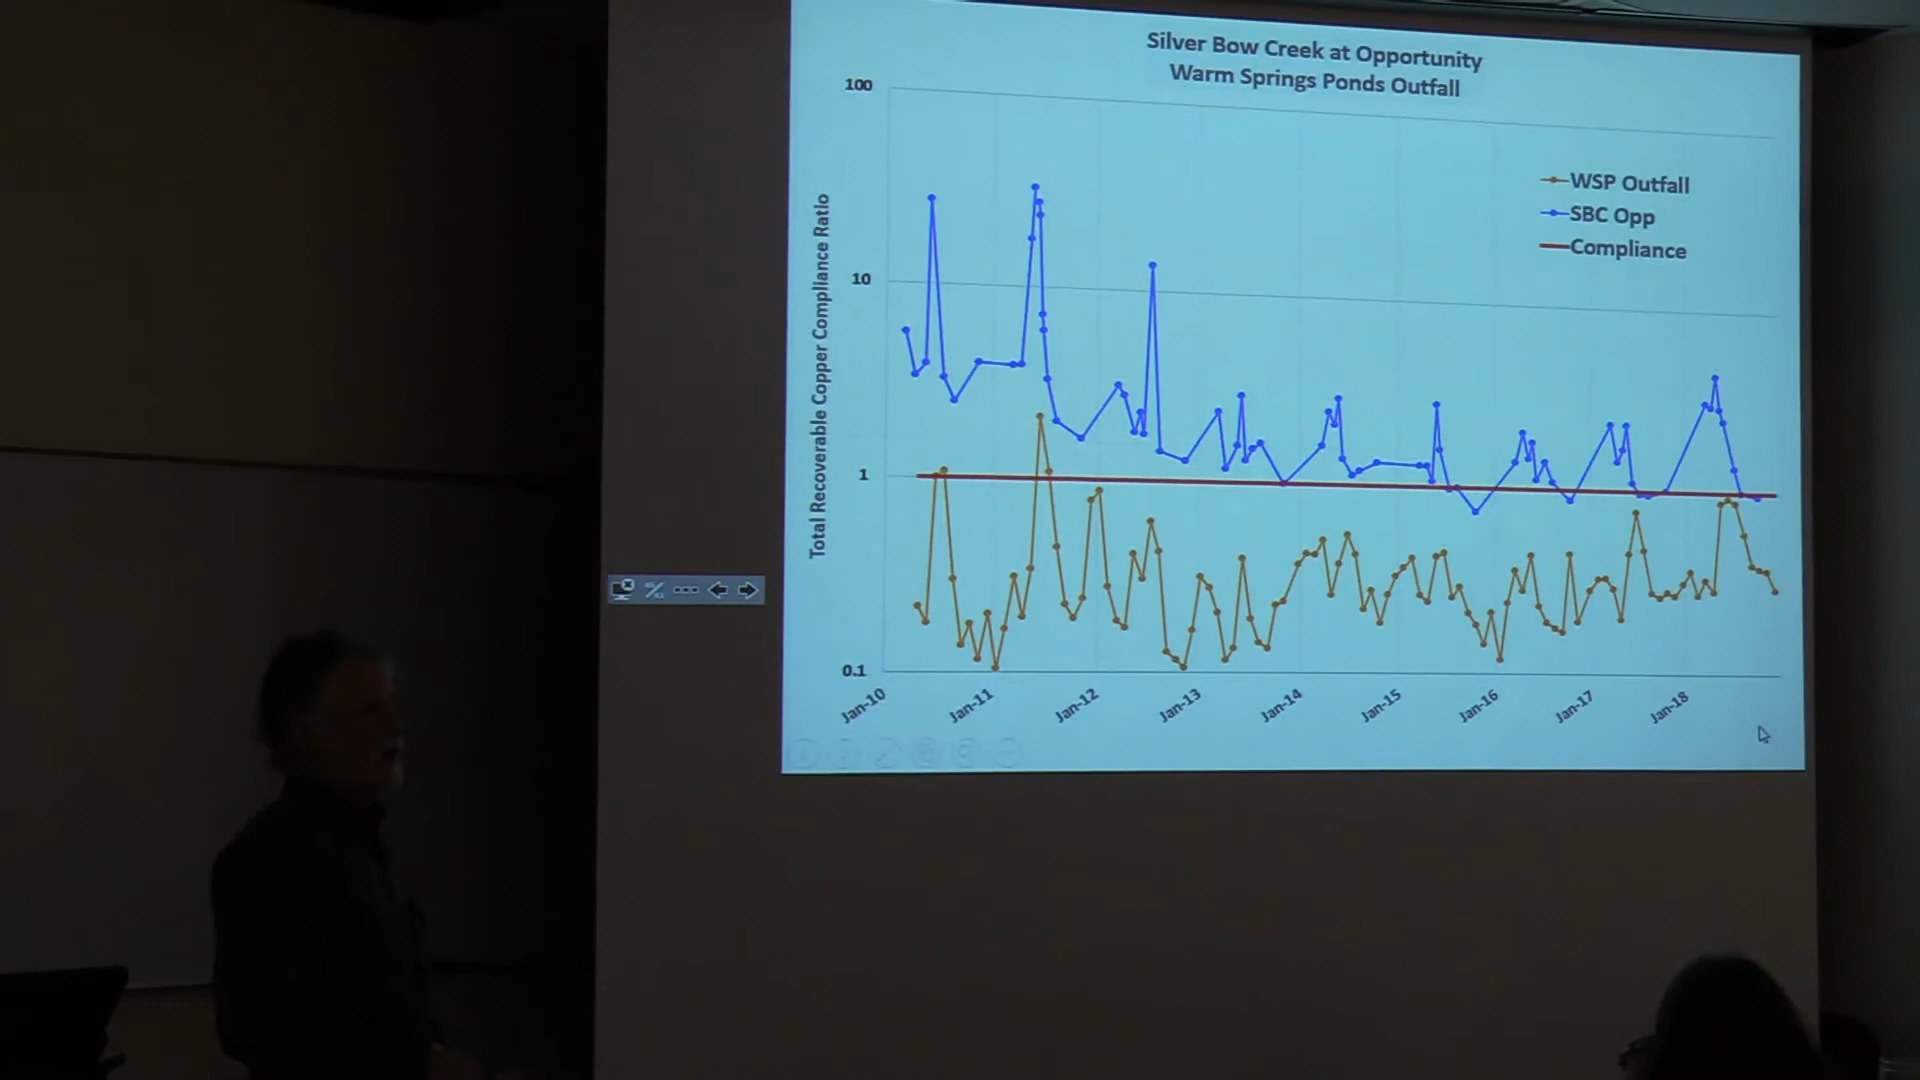 Silver Bow Creek at Opportunity
Warm Springs Ponds Outfall
Total Recoverable Copper Compliance Ratio
100
10
1
0.1
WSP Outfall
SBC Opp
Compliance
Jan-10
Jan-11
Jan-12
Jan-13
Jan-14
Jan-15
Jan-16
Jan-17
Jan-18